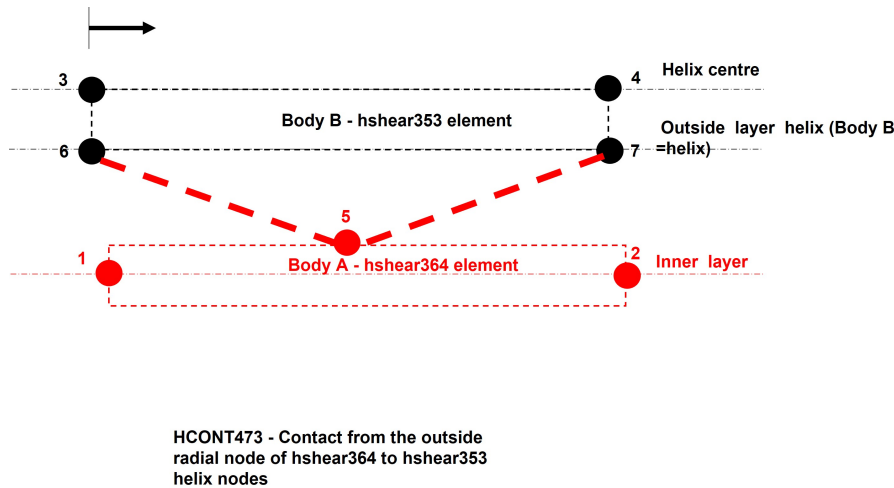 3
4
Helix centre
Body B - hshear353 element
Outside layer helix (Body B
=helix)
6
7
5
1
Body A - hshear364 element
2
Inner layer
HCONT473 - Contact from the outside
radial node of hshear364 to hshear353
helix nodes